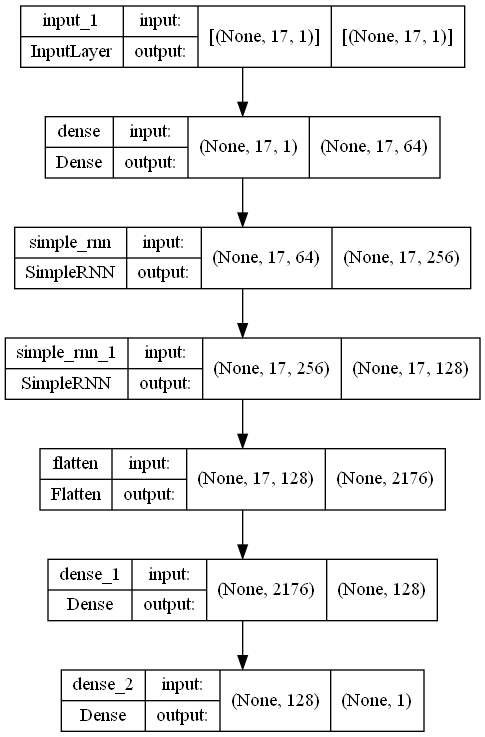 input_1 input: [(None, 17, 1)] [(None, 17, 1)]
InputLayer output:
dense input: (None, 17, 1) (None, 17, 64)
Dense output:
simple_rnn input: (None, 17, 64) (None, 17, 256)
SimpleRNN output:
simple_rnn_1 input: (None, 17, 256) (None, 17, 128)
SimpleRNN output:
flatten input: (None, 17, 128) (None, 2176)
Flatten output:
dense_1 input: (None, 2176) (None, 128)
Dense output:
dense_2 input: (None, 128) (None, 1)
Dense output: